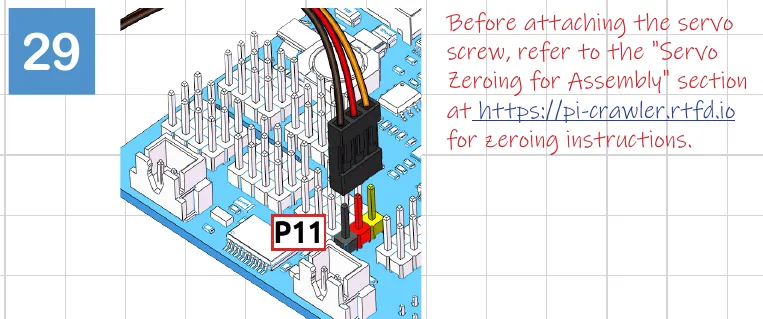 29
Before attaching the servo
screw, refer to the "Servo
Zeroing for Assembly" section
at https://pi-crawler.rtfd.io
for zeroing instructions.
P11